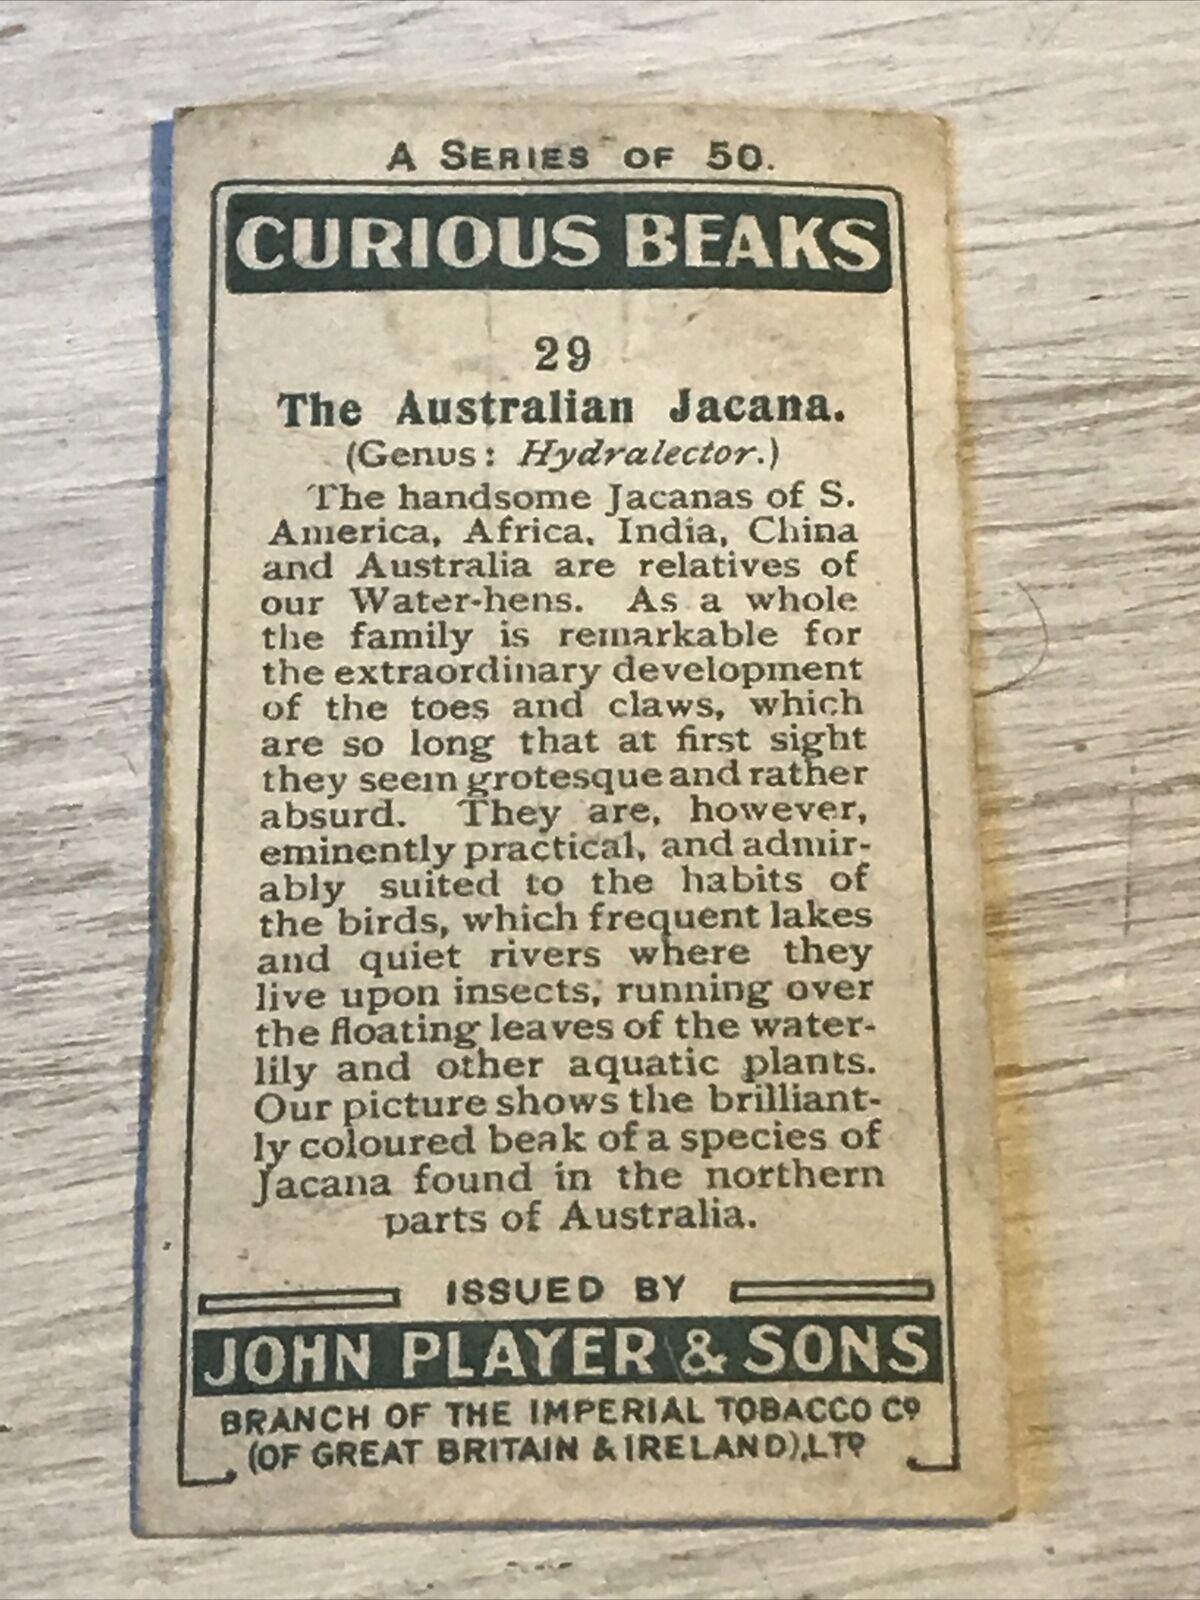 A SERIES OF 50.
CURIOUS BEAKS
29
The Australian Jacana.
(Genus: Hydralector.)
The handsome Jacanas of S.
America, Africa, India, China
and Australia are relatives of
our Water-hens. As a whole
the family is remarkable for
the extraordinary development
of the toes and claws, which
are so long that at first sight
they seem grotesque and rather
absurd. They are, however,
eminently practical, and admir-
ably suited to the habits of
the birds, which frequent lakes
and quiet rivers where they
live upon insects, running over
the floating leaves of the water-
lily and other aquatic plants.
Our picture shows the brilliant-
ly coloured beak of a species of
Jacana found in the northern
parts of Australia.
ISSUED BY
JOHN PLAYER & SONS
BRANCH OF THE IMPERIAL TOBACCO CO
(OF GREAT BRITAIN & IRELAND), LTD